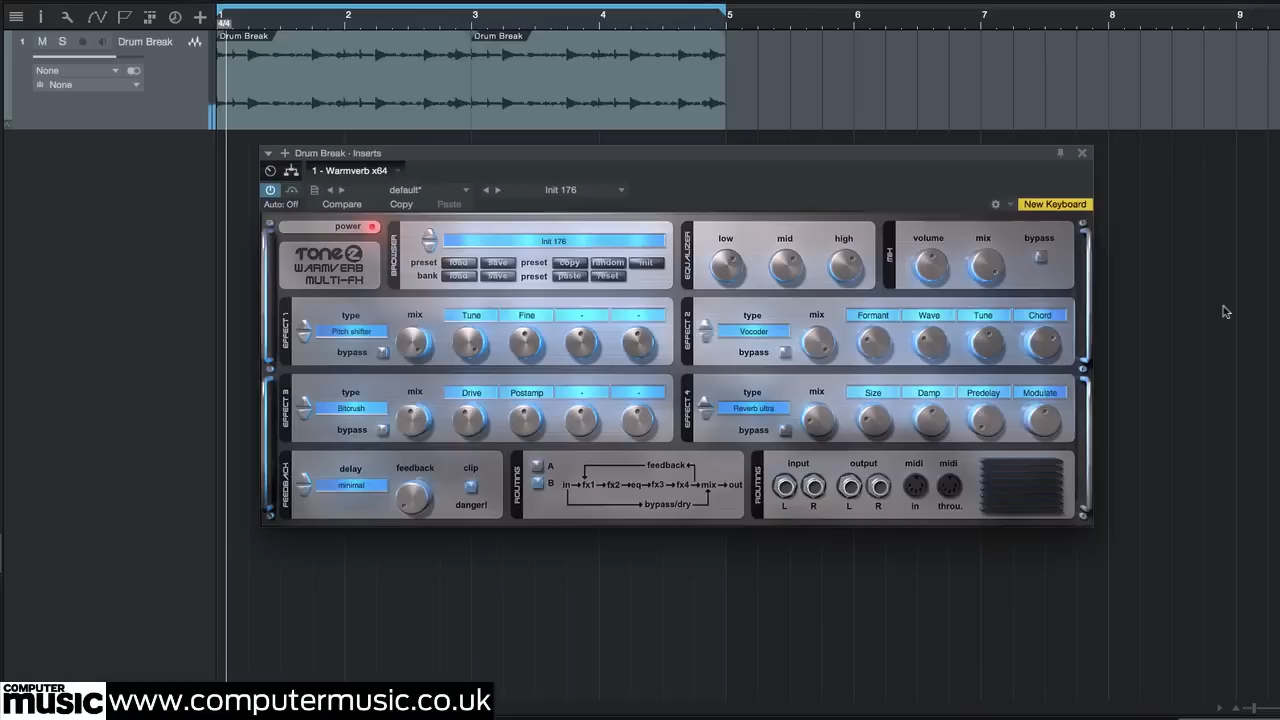 1 2 3 4 5 6 7 8 9
4/4
Drum Break Drum Break
1 M S Drum Break
None
None
Drum Break - Inserts
1 - Warmverb x64
default* Init 176
Auto: Off Compare Copy Paste New Keyboard
power
TONE2
WARMVERB
MULTI-FX
BROWSER
Init 176
preset load save preset copy random init
bank load save preset paste reset
EQUALIZER
low mid high
MIX
volume mix bypass
EFFECT 1
type mix Tune Fine - -
Pitch shifter
bypass
EFFECT 2
type mix Formant Wave Tune Chord
Vocoder
bypass
EFFECT 3
type mix Drive Postamp - -
Bitcrush
bypass
EFFECT 4
type mix Size Damp Predelay Modulate
Reverb ultra
bypass
FEEDBACK
delay feedback clip
minimal
danger!
ROUTING
A
B
feedback
in fx1 fx2 eq fx3 fx4 mix out
bypass/dry
ROUTING
input output midi midi
L R L R in throu.
COMPUTER
music www.computermusic.co.uk